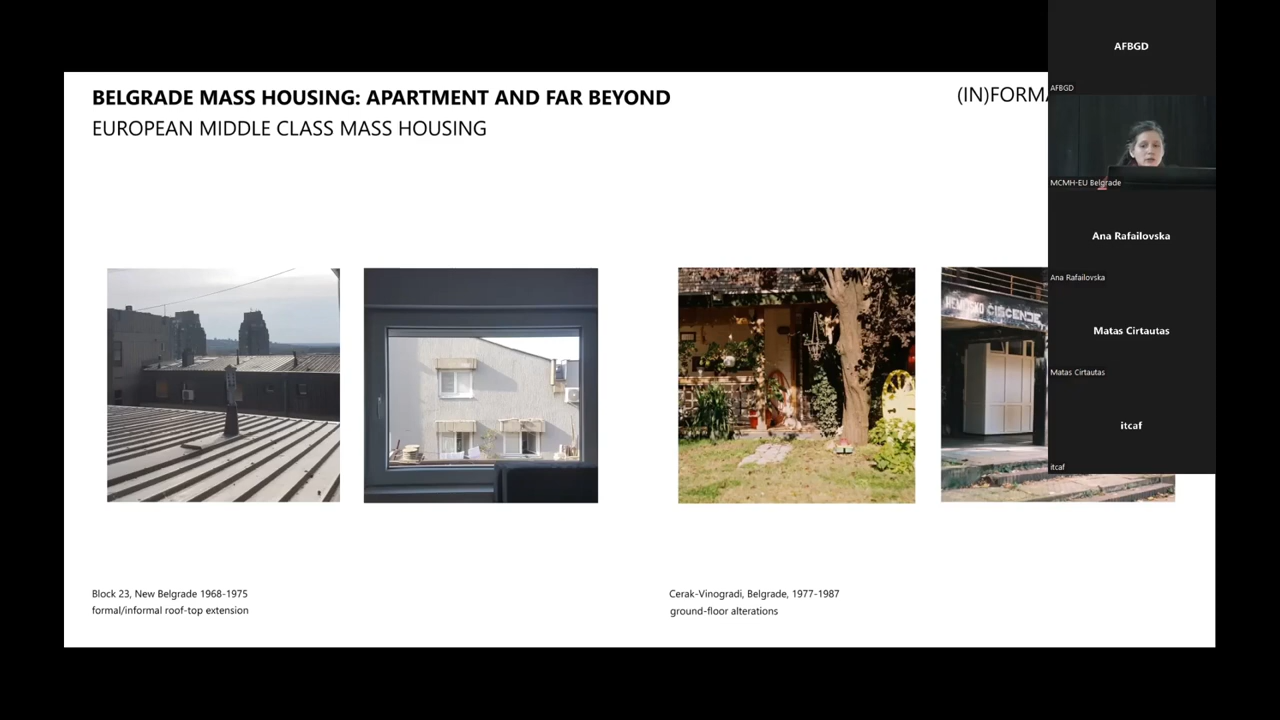 BELGRADE MASS HOUSING: APARTMENT AND FAR BEYOND
EUROPEAN MIDDLE CLASS MASS HOUSING
Block 23, New Belgrade 1968-1975
formal/informal roof-top extension
Cerak-Vinogradi, Belgrade, 1977-1987
ground-floor alterations
ČIŠĆENJE
AFBGD
AFBGD
MCMH-EU Belgrade
Ana Rafailovska
Ana Rafailovska
Matas Cirtautas
Matas Cirtautas
itcaf
itcaf